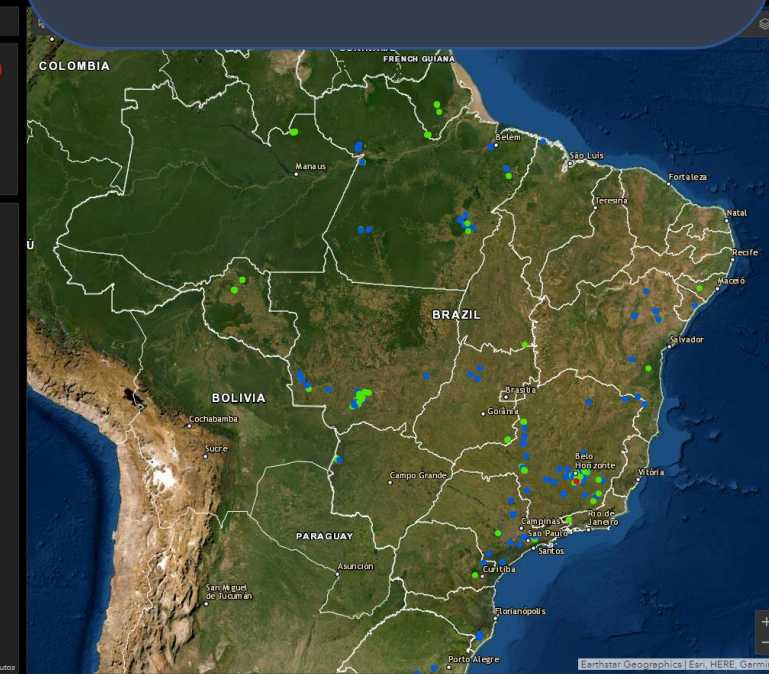 COLOMBIA
FRENCH GUIANA
Belém
São Luís
Manaus
Fortaleza
Teresina
Natal
Recife
Maceió
BRAZIL
Salvador
BOLIVIA
Brasília
Goiânia
Cochabamba
Sucre
Belo
Horizonte
Vitória
Campo Grande
Rio de
Janeiro
Campinas
Sao Paulo
Santos
PARAGUAY
Asunción
Curitiba
San Miguel
de Tucumán
Florianópolis
Porto Alegre
Earthstar Geographics | Esri, HERE, Garmin